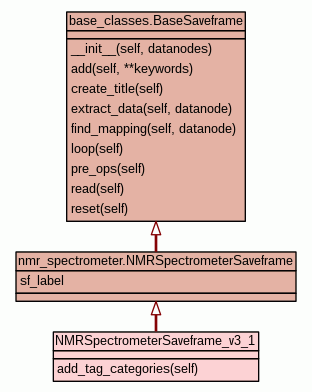 base_classes.BaseSaveframe
__init__(self, datanodes)
add(self, **keywords)
create_title(self)
extract_data(self, datanode)
find_mapping(self, datanode)
loop(self)
pre_ops(self)
read(self)
reset(self)
nmr_spectrometer.NMRSpectrometerSaveframe
sf_label
NMRSpectrometerSaveframe_v3_1
add_tag_categories(self)